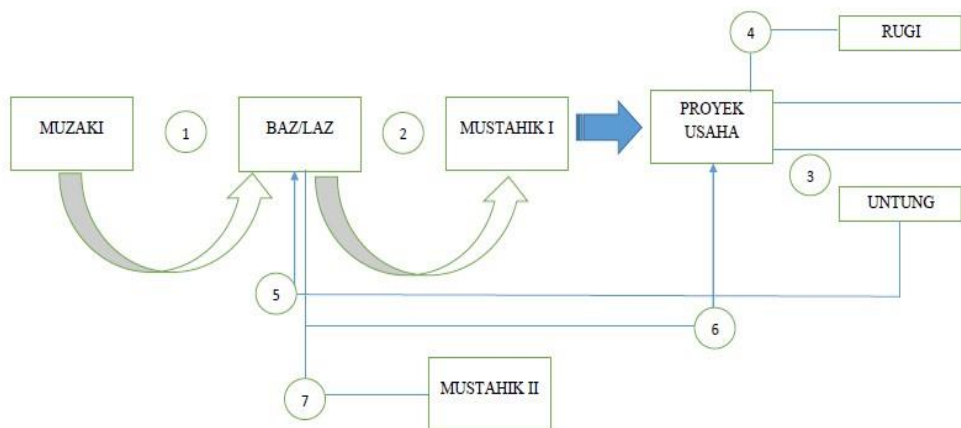 4
RUGI
MUZAKI
1
BAZ/LAZ
2
MUSTAHIK I
PROYEK
USAHA
3
UNTUNG
5
6
7
MUSTAHIK II